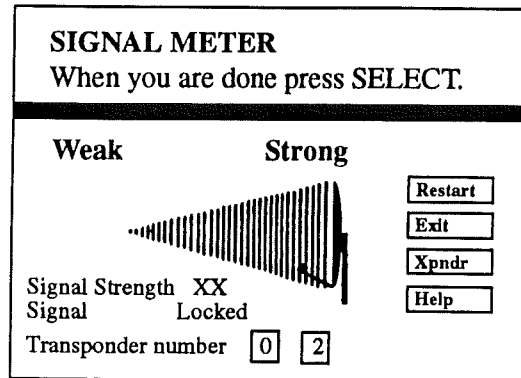 SIGNAL METER
When you are done press SELECT.
Weak Strong
Restart
Exit
Xpndr
Help
Signal Strength XX
Signal Locked
Transponder number 0 2